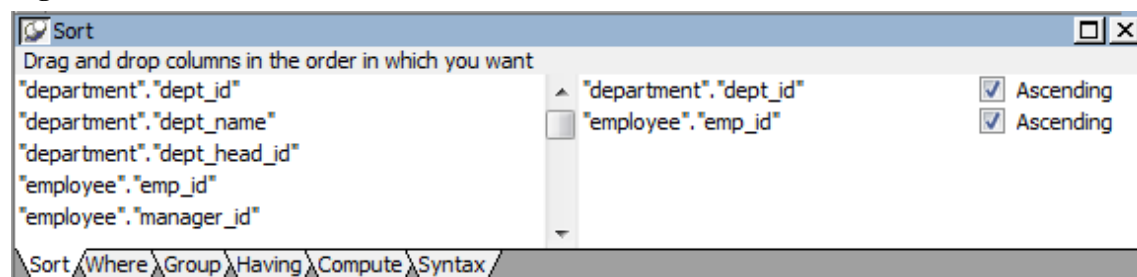 Sort
Drag and drop columns in the order in which you want
"department"."dept_id"
"department"."dept_name"
"department"."dept_head_id"
"employee"."emp_id"
"employee"."manager_id"
"department"."dept_id" Ascending
"employee"."emp_id" Ascending
Sort Where Group Having Compute Syntax